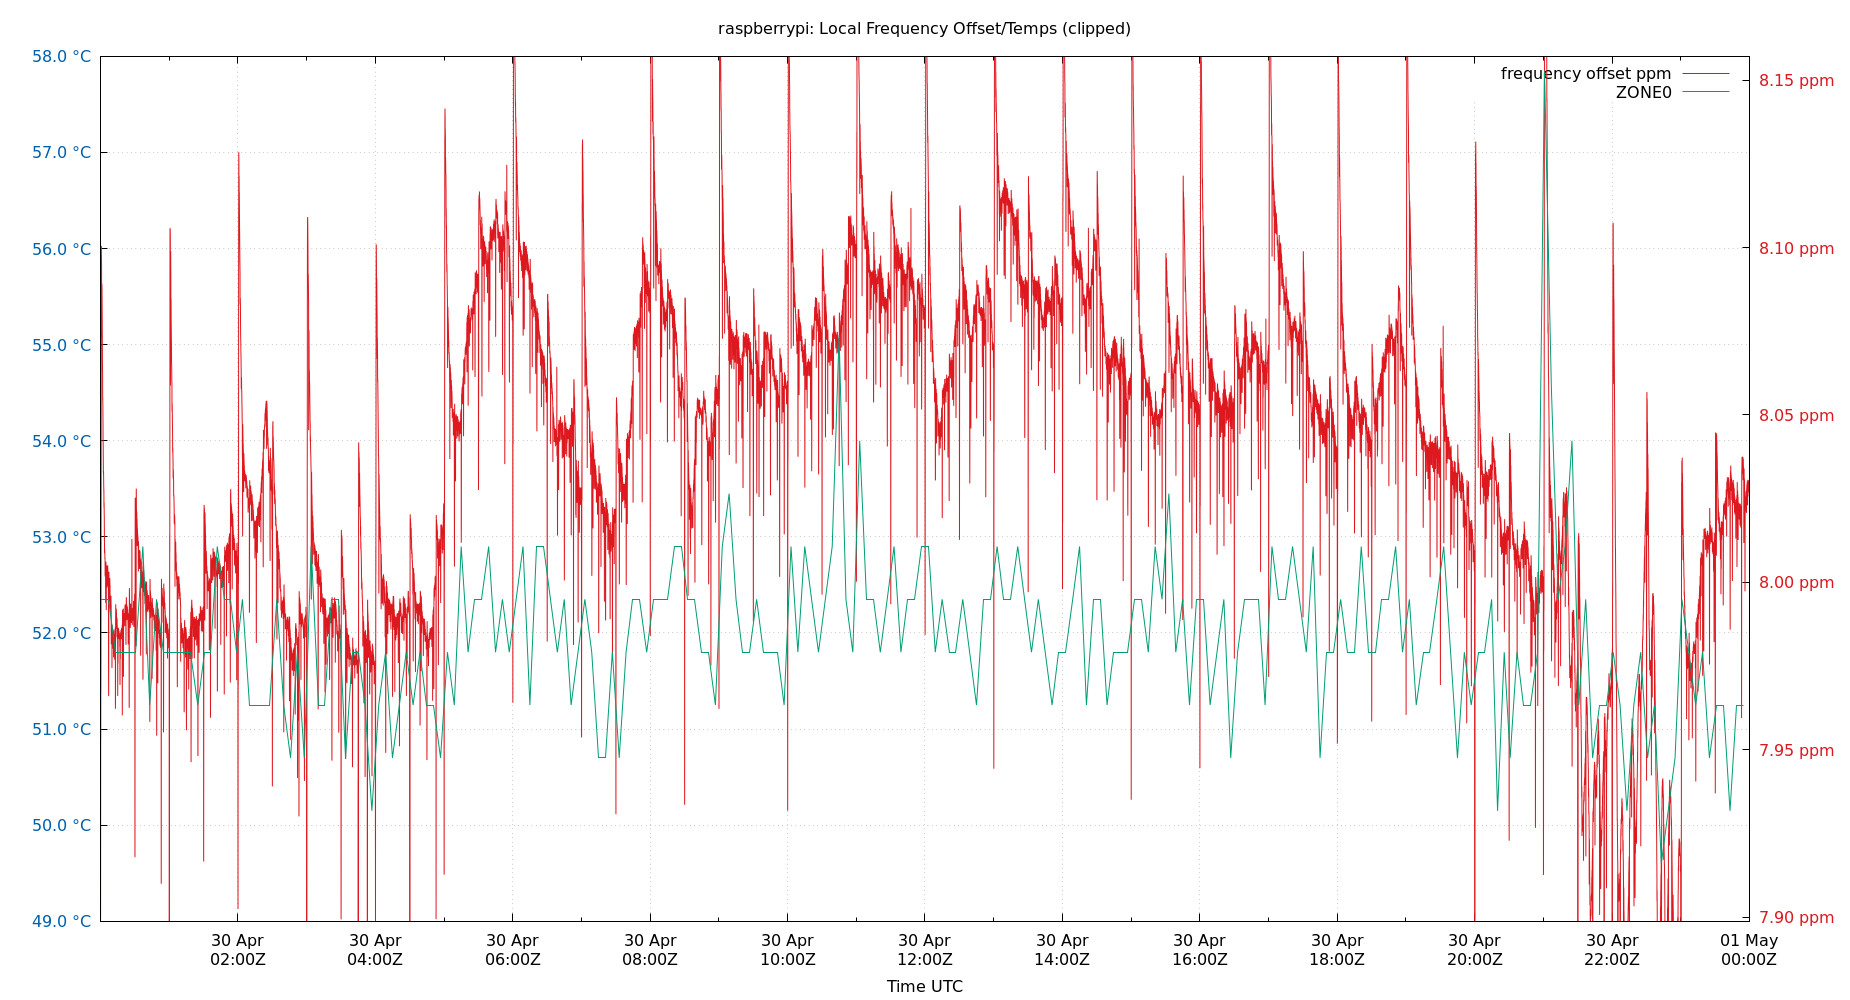 raspberrypi: Local Frequency Offset/Temps (clipped)
58.0 °C
57.0 °C
56.0 °C
55.0 °C
54.0 °C
53.0 °C
52.0 °C
51.0 °C
50.0 °C
49.0 °C
frequency offset ppm
ZONE0
8.15 ppm
8.10 ppm
8.05 ppm
8.00 ppm
7.95 ppm
7.90 ppm
30 Apr 30 Apr 30 Apr 30 Apr 30 Apr 30 Apr 30 Apr 30 Apr 30 Apr 30 Apr 30 Apr 01 May
02:00Z 04:00Z 06:00Z 08:00Z 10:00Z 12:00Z 14:00Z 16:00Z 18:00Z 20:00Z 22:00Z 00:00Z
Time UTC